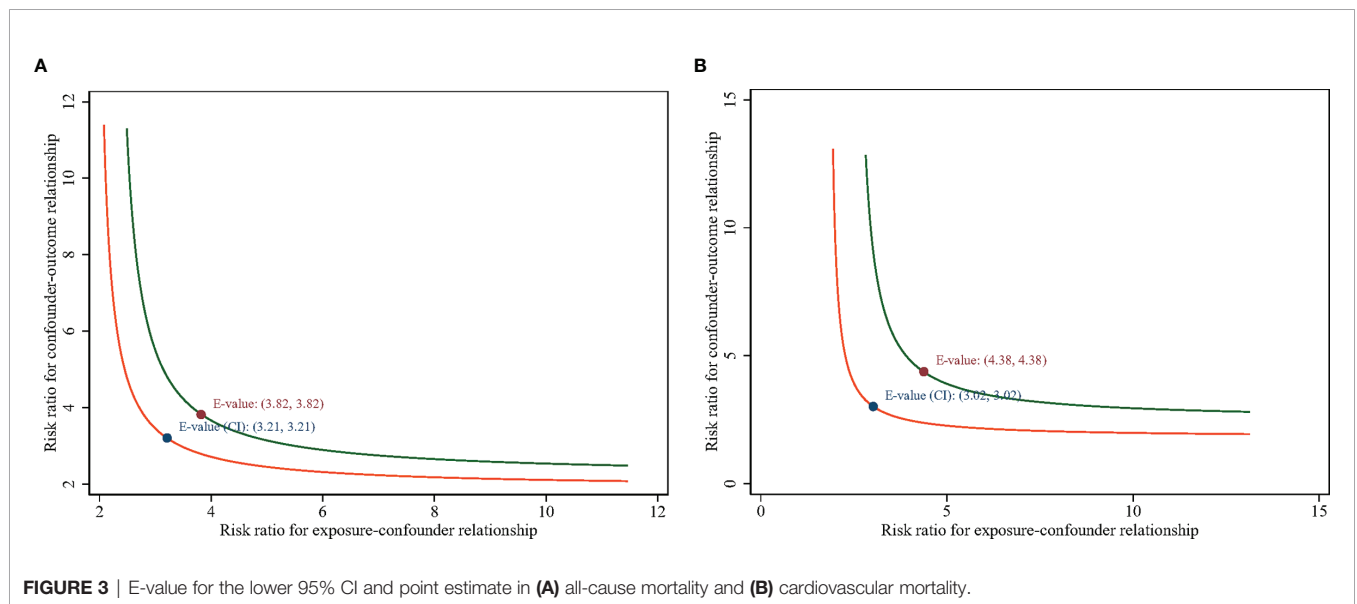 A
12
10
8
6
4
2
Risk ratio for confounder-outcome relationship
E-value: (3.82, 3.82)
E-value (CI): (3.21, 3.21)
2
4
6
8
10
12
Risk ratio for exposure-confounder relationship
B
15
10
5
0
Risk ratio for confounder-outcome relationship
E-value: (4.38, 4.38)
E-value (CI): (3.02, 3.02)
0
5
10
15
Risk ratio for exposure-confounder relationship
FIGURE 3 | E-value for the lower 95% CI and point estimate in (A) all-cause mortality and (B) cardiovascular mortality.